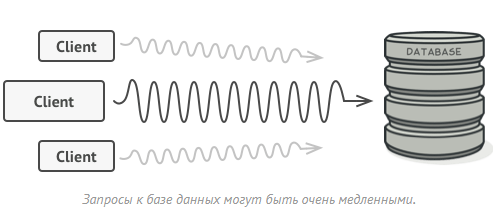 Client
DATABASE
Client
Client
Запросы к базе данных могут быть очень медленными.